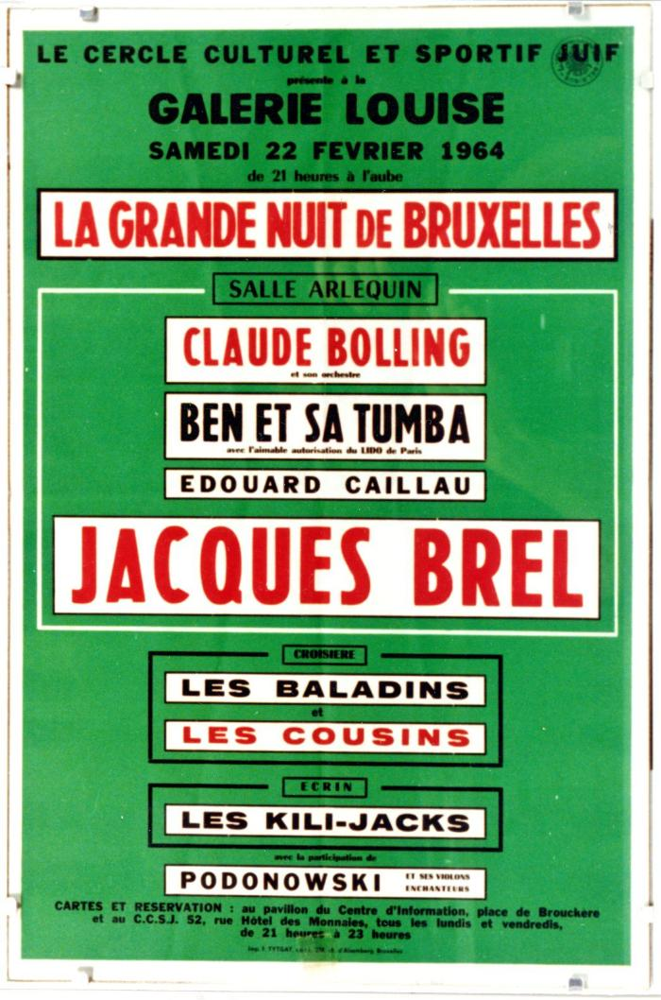 LE CERCLE CULTUREL ET SPORTIF JUIF
présente à la
GALERIE LOUISE
SAMEDI 22 FEVRIER 1964
de 21 heures à l'aube
LA GRANDE NUIT DE BRUXELLES
SALLE ARLEQUIN
CLAUDE BOLLING
et son orchestre
BEN ET SA TUMBA
avec l'aimable autorisation du LIDO de Paris
EDOUARD CAILLAU
JACQUES BREL
CROISIERE
LES BALADINS
et
LES COUSINS
ECRIN
LES KILI-JACKS
avec la participation de
PODONOWSKI ET SES VIOLONS
ENCHANTEURS
CARTES ET RESERVATION : au pavillon du Centre d'Information, place de Brouckère
et au C.C.S.J. 52, rue Hôtel des Monnaies, tous les lundis et vendredis,
de 21 heures à 23 heures
Imp. F. TYTGAT, d'Alsemberg, Bruxelles